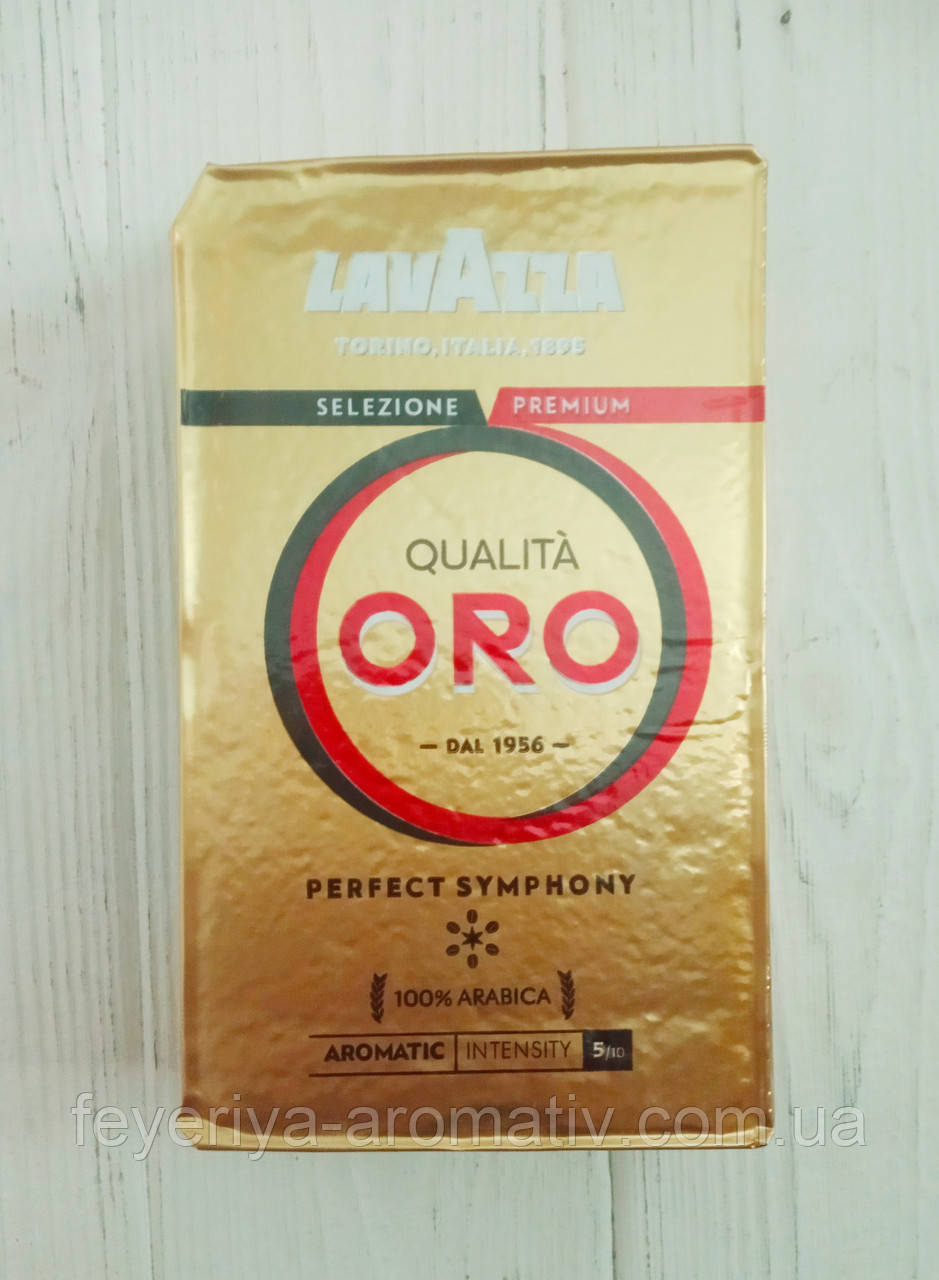 LAVAZZA
TORINO, ITALIA, 1895
SELEZIONE PREMIUM
QUALITÀ
ORO
— DAL 1956 —
PERFECT SYMPHONY
100% ARABICA
AROMATIC INTENSITY 5/10
feyeriya-aromativ.com.ua